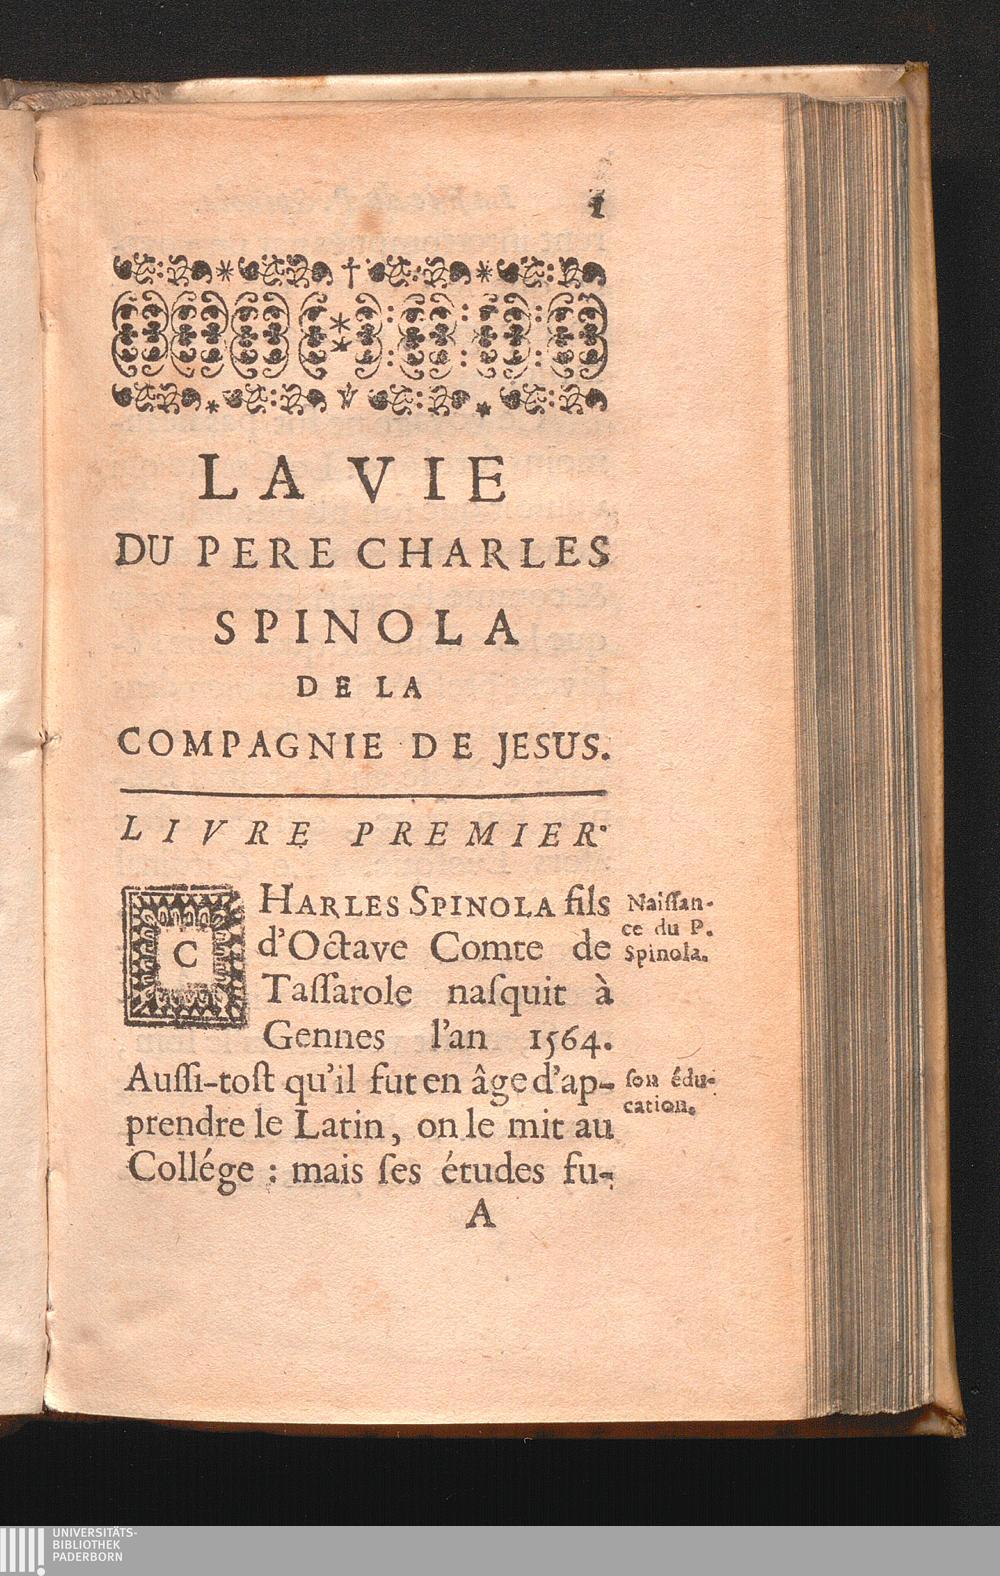 1
LA VIE
DU PERE CHARLES
SPINOLA
DE LA
COMPAGNIE DE JESUS.
LIVRE PREMIER.
CHARLES SPINOLA fils
d'Octave Comte de
Taſſarole naſquit à
Gennes l'an 1564.
Auſſi-toſt qu'il fut en âge d'ap-
prendre le Latin, on le mit au
Collége : mais ſes études fu-
A
Naiſſan-
ce du P.
Spinola.
ſon édu-
cation.
UNIVERSITÄTS-
BIBLIOTHEK
PADERBORN